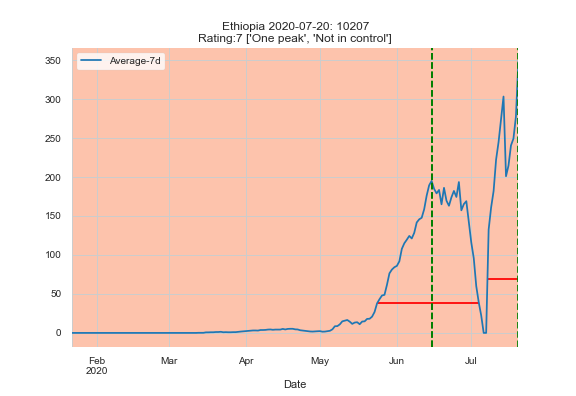 Ethiopia 2020-07-20: 10207
Rating:7 ['One peak', 'Not in control']
Average-7d
350
300
250
200
150
100
50
0
Feb
2020
Mar
Apr
May
Jun
Jul
Date